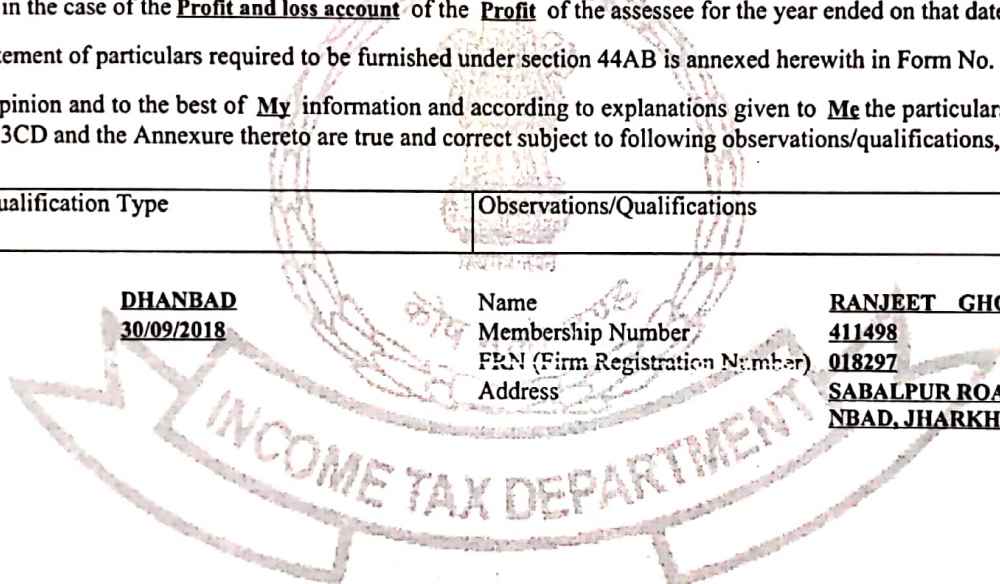 in the case of the Profit and loss account of the Profit of the assessee for the year ended on that date
ement of particulars required to be furnished under section 44AB is annexed herewith in Form No.
pinion and to the best of My information and according to explanations given to Me the particulars
3CD and the Annexure thereto are true and correct subject to following observations/qualifications,
ualification Type Observations/Qualifications
DHANBAD Name RANJEET GHO
30/09/2018 Membership Number 411498
FRN (Firm Registration Number) 018297
Address SABALPUR ROA
NBAD, JHARKH
INCOME TAX DEPARTMENT